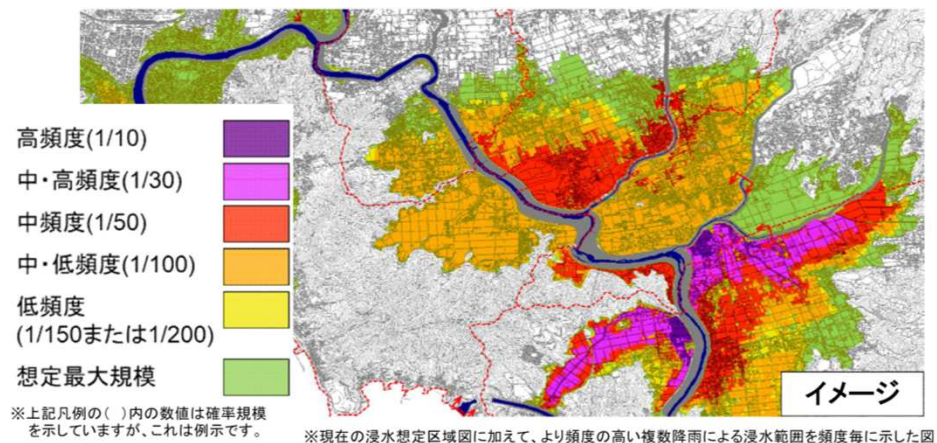 高頻度(1/10)
中・高頻度(1/30)
中頻度(1/50)
中・低頻度(1/100)
低頻度
(1/150または1/200)
想定最大規模
※上記凡例の( )内の数値は確率規模
を示していますが、これは例示です。
イメージ
※現在の浸水想定区域図に加えて、より頻度の高い複数降雨による浸水範囲を頻度毎に示した図